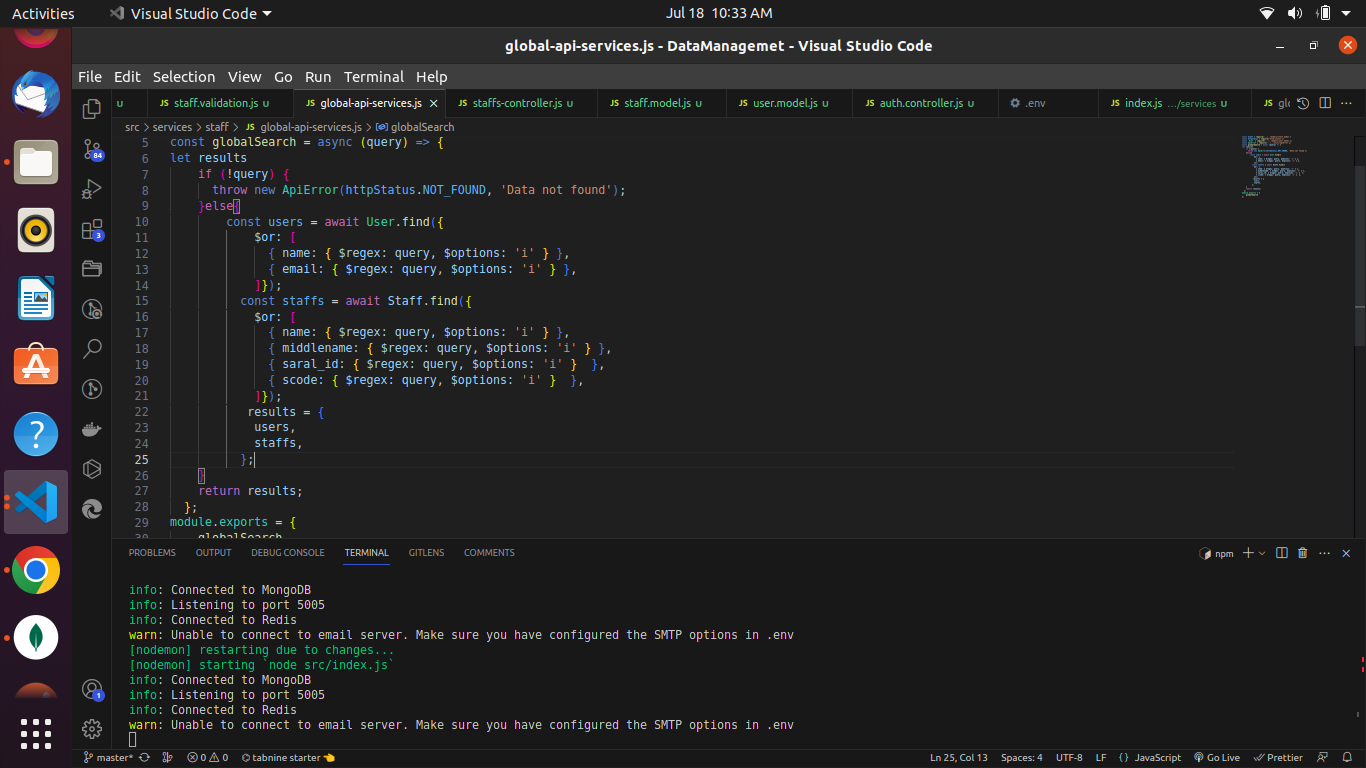 Activities Visual Studio Code Jul 18 10:33 AM
global-api-services.js - DataManagemet - Visual Studio Code
File Edit Selection View Go Run Terminal Help
U JS staff.validation.js U JS global-api-services.js JS staffs-controller.js U JS staff.model.js U JS user.model.js U JS auth.controller.js U .env JS index.js .../services U JS gl
src > services > staff > JS global-api-services.js > globalSearch
5 const globalSearch = async (query) => {
6 let results
7 if (!query) {
8 throw new ApiError(httpStatus.NOT_FOUND, 'Data not found');
9 }else{
10 const users = await User.find({
11 $or: [
12 { name: { $regex: query, $options: 'i' } },
13 { email: { $regex: query, $options: 'i' } },
14 ]});
15 const staffs = await Staff.find({
16 $or: [
17 { name: { $regex: query, $options: 'i' } },
18 { middlename: { $regex: query, $options: 'i' } },
19 { saral_id: { $regex: query, $options: 'i' }  },
20 { scode: { $regex: query, $options: 'i' }  },
21 ]});
22 results = {
23 users,
24 staffs,
25 };
26 }
27 return results;
28 };
29 module.exports = {
30 globalSearch
84
3
PROBLEMS OUTPUT DEBUG CONSOLE TERMINAL GITLENS COMMENTS npm
info: Connected to MongoDB
info: Listening to port 5005
info: Connected to Redis
warn: Unable to connect to email server. Make sure you have configured the SMTP options in .env
[nodemon] restarting due to changes...
[nodemon] starting `node src/index.js`
info: Connected to MongoDB
info: Listening to port 5005
info: Connected to Redis
warn: Unable to connect to email server. Make sure you have configured the SMTP options in .env
1
master* 0 0 tabnine starter Ln 25, Col 13 Spaces: 4 UTF-8 LF {} JavaScript Go Live Prettier